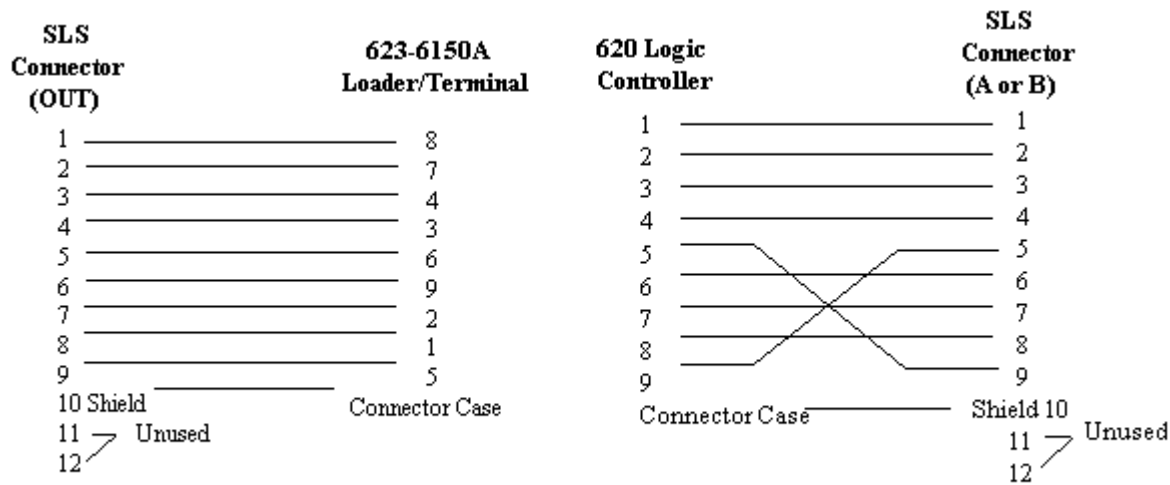 SLS
Connector
(OUT)
623-6150A
Loader/Terminal
1 8
2 7
3 4
4 3
5 6
6 9
7 2
8 1
9 5
10 Shield Connector Case
11 Unused
12
620 Logic
Controller
SLS
Connector
(A or B)
1 1
2 2
3 3
4 4
5 5
6 6
7 7
8 8
9 9
Connector Case Shield 10
11 Unused
12